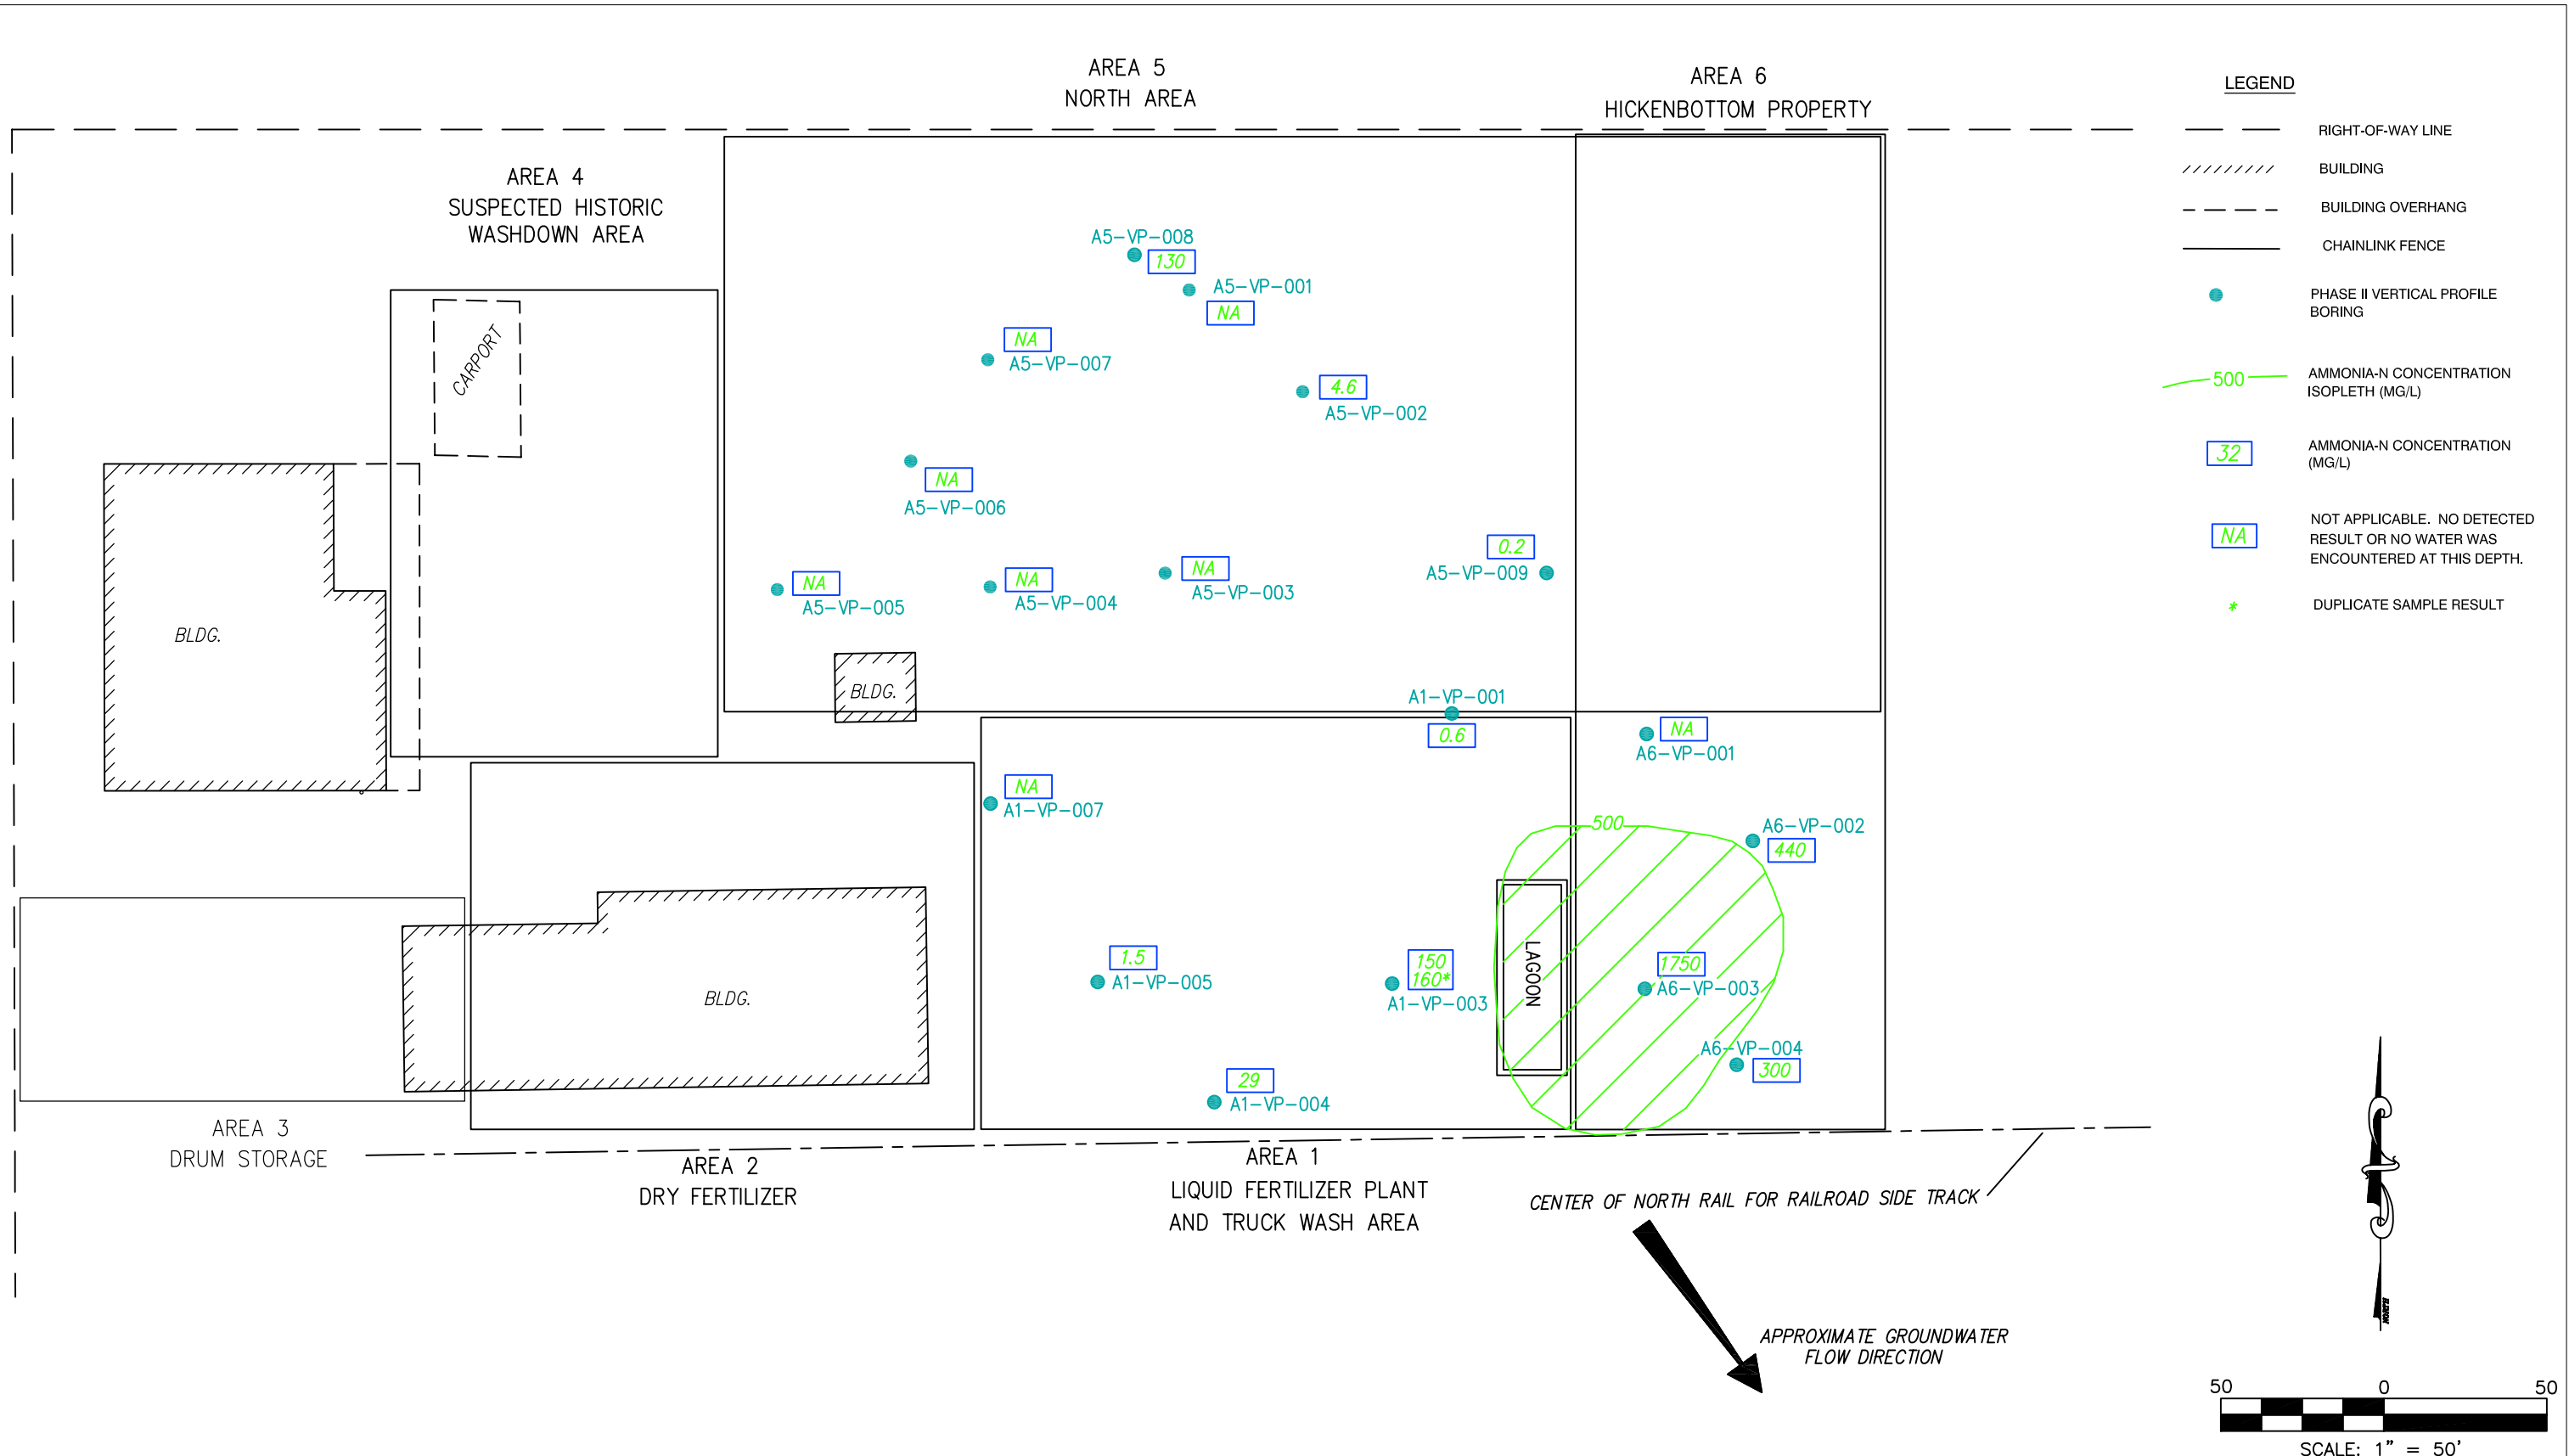 AREA 5
NORTH AREA
AREA 6
HICKENBOTTOM PROPERTY
AREA 4
SUSPECTED HISTORIC
WASHDOWN AREA
CARPORT
BLDG.
A5-VP-008
130
A5-VP-001
NA
NA
A5-VP-007
4.6
A5-VP-002
NA
A5-VP-006
NA
A5-VP-005
NA
A5-VP-004
NA
A5-VP-003
0.2
A5-VP-009
BLDG.
A1-VP-001
0.6
NA
A6-VP-001
NA
A1-VP-007
500
A6-VP-002
440
1.5
A1-VP-005
150
160*
A1-VP-003
LAGOON
1750
A6-VP-003
A6-VP-004
300
29
A1-VP-004
BLDG.
AREA 3
DRUM STORAGE
AREA 2
DRY FERTILIZER
AREA 1
LIQUID FERTILIZER PLANT
AND TRUCK WASH AREA
CENTER OF NORTH RAIL FOR RAILROAD SIDE TRACK
APPROXIMATE GROUNDWATER
FLOW DIRECTION
LEGEND
RIGHT-OF-WAY LINE
BUILDING
BUILDING OVERHANG
CHAINLINK FENCE
PHASE II VERTICAL PROFILE
BORING
500
AMMONIA-N CONCENTRATION
ISOPLETH (MG/L)
32
AMMONIA-N CONCENTRATION
(MG/L)
NA
NOT APPLICABLE. NO DETECTED
RESULT OR NO WATER WAS
ENCOUNTERED AT THIS DEPTH.
* DUPLICATE SAMPLE RESULT
50 0 50
SCALE: 1" = 50'